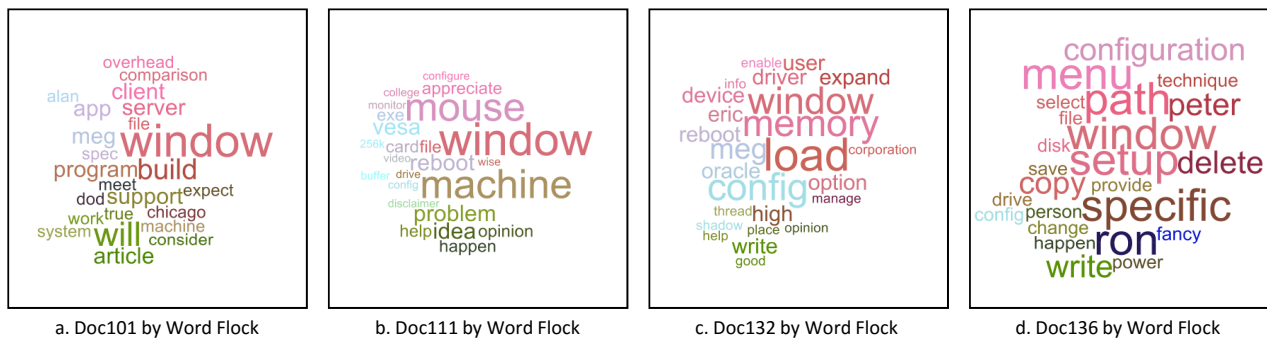 overhead
comparison
client
alan
app
server
file
meg
window
spec
program build
meet
dod support expect
work true chicago
system will machine
consider
article
a. Doc101 by Word Flock
configure
college appreciate
monitor mouse
exe
vesa
256k card file window
video reboot wise
buffer drive machine
config
disclaimer
problem
help idea opinion
happen
b. Doc111 by Word Flock
enable user
info driver expand
device window
eric memory
reboot
meg load corporation
oracle
config option
manage
thread high
shadow place opinion
help write
good
c. Doc132 by Word Flock
configuration
menu technique
select path peter
file
window
disk setup delete
save
copy provide
drive specific
config person
change
happen ron fancy
write power
d. Doc136 by Word Flock